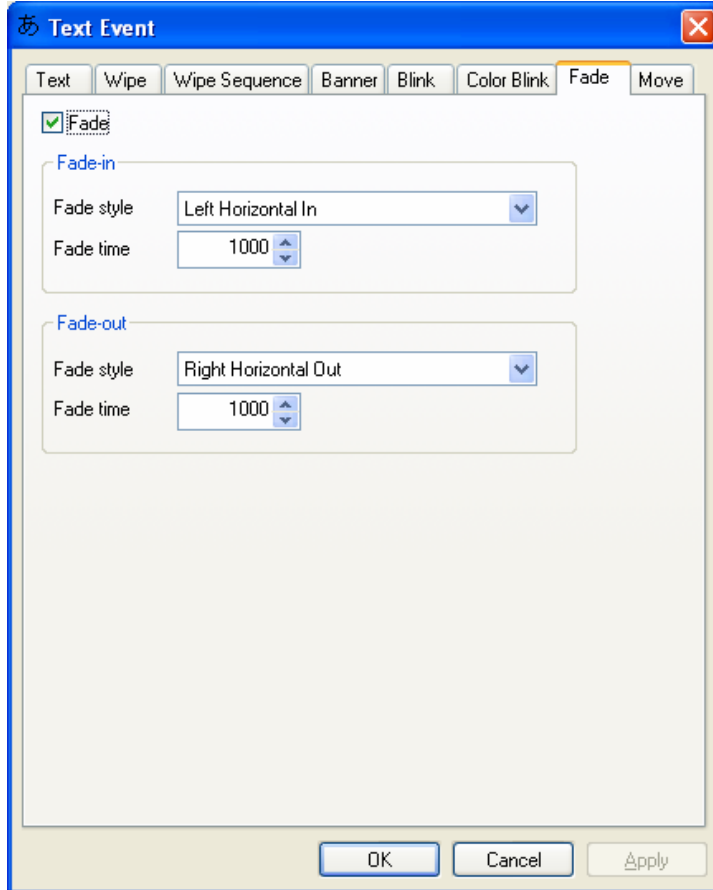 あ Text Event
Text Wipe Wipe Sequence Banner Blink Color Blink Fade Move
Fade
Fade-in
Fade style Left Horizontal In
Fade time 1000
Fade-out
Fade style Right Horizontal Out
Fade time 1000
OK Cancel Apply